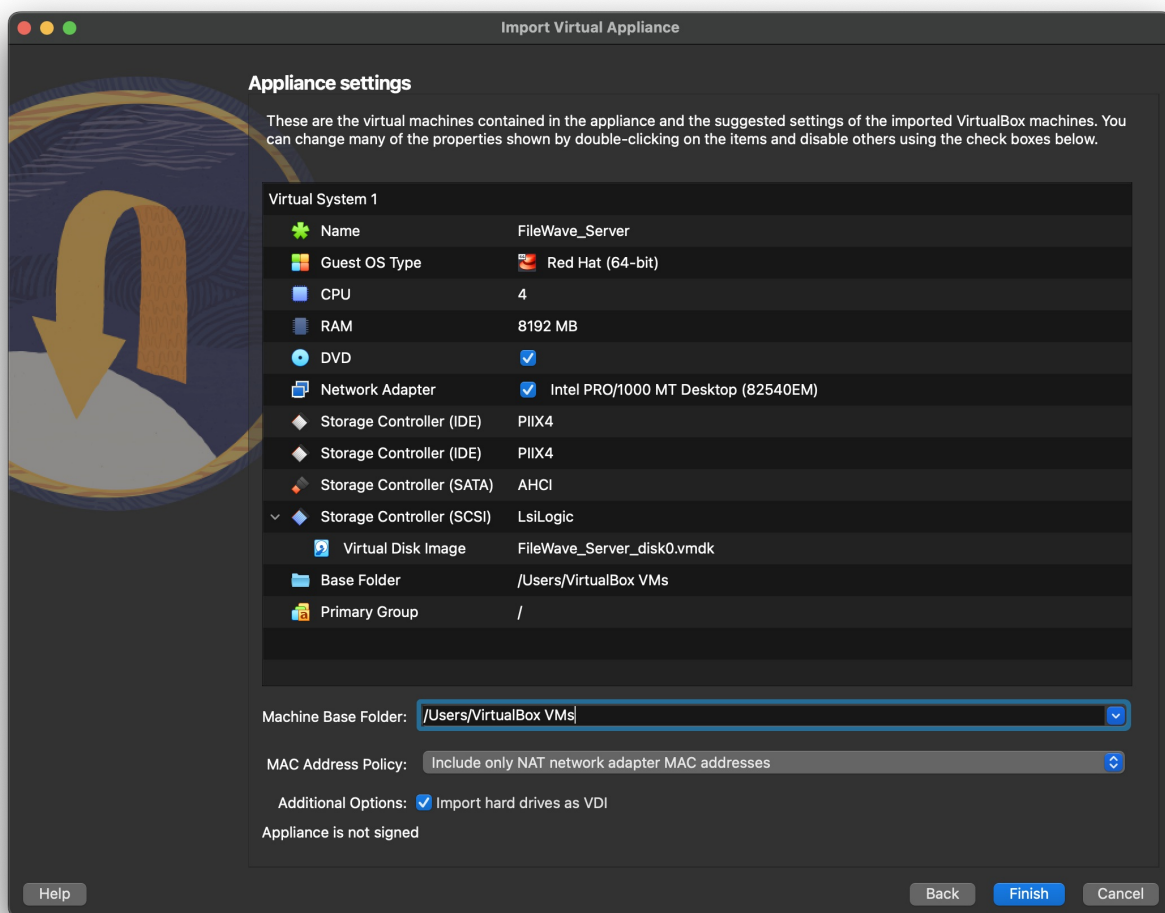 Import Virtual Appliance
Appliance settings
These are the virtual machines contained in the appliance and the suggested settings of the imported VirtualBox machines. You
can change many of the properties shown by double-clicking on the items and disable others using the check boxes below.
Virtual System 1
Name FileWave_Server
Guest OS Type Red Hat (64-bit)
CPU 4
RAM 8192 MB
DVD
Network Adapter Intel PRO/1000 MT Desktop (82540EM)
Storage Controller (IDE) PIIX4
Storage Controller (IDE) PIIX4
Storage Controller (SATA) AHCI
Storage Controller (SCSI) LsiLogic
Virtual Disk Image FileWave_Server_disk0.vmdk
Base Folder /Users/VirtualBox VMs
Primary Group /
Machine Base Folder: /Users/VirtualBox VMs
MAC Address Policy: Include only NAT network adapter MAC addresses
Additional Options: Import hard drives as VDI
Appliance is not signed
Help Back Finish Cancel